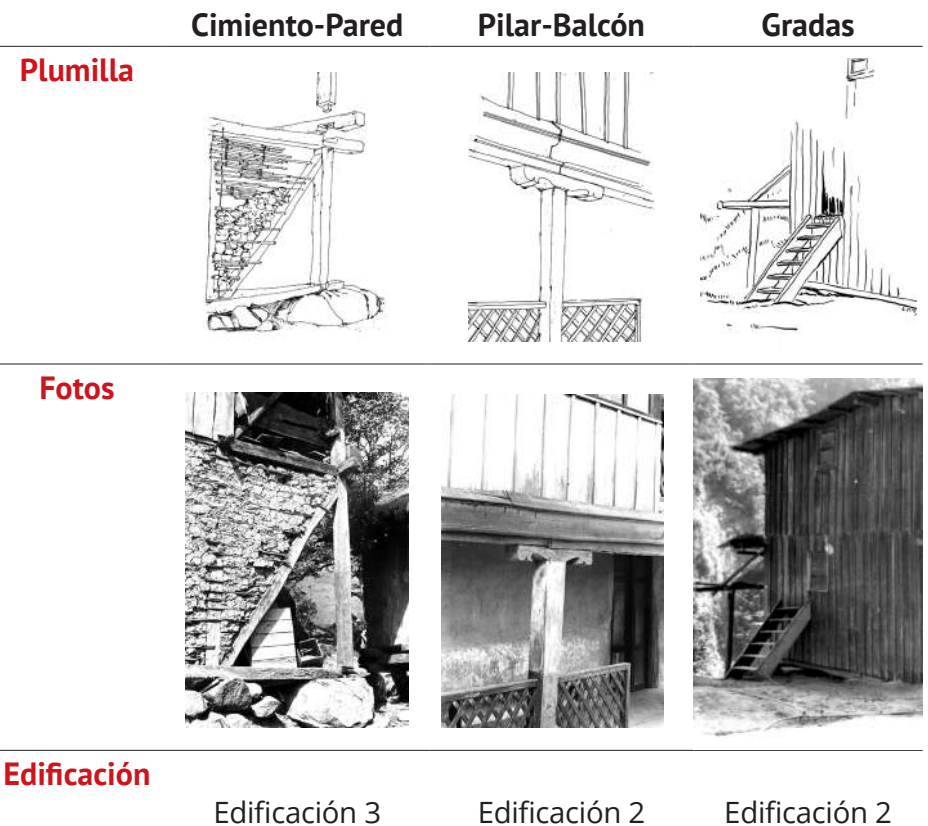 Cimiento-Pared Pilar-Balcón Gradas
Plumilla
Fotos
Edificación
Edificación 3 Edificación 2 Edificación 2